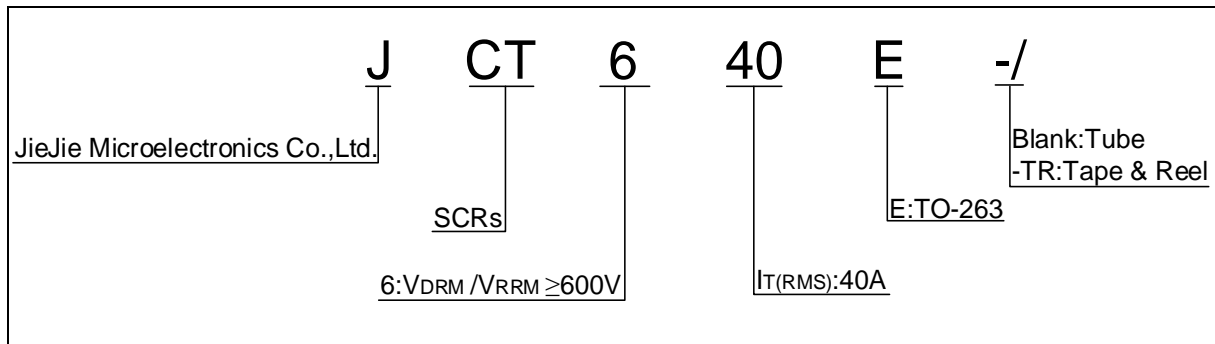 J CT 6 40 E -/
JieJie Microelectronics Co.,Ltd.
Blank:Tube
-TR:Tape & Reel
SCRs
E:TO-263
6:VDRM /VRRM ≥600V
IT(RMS):40A